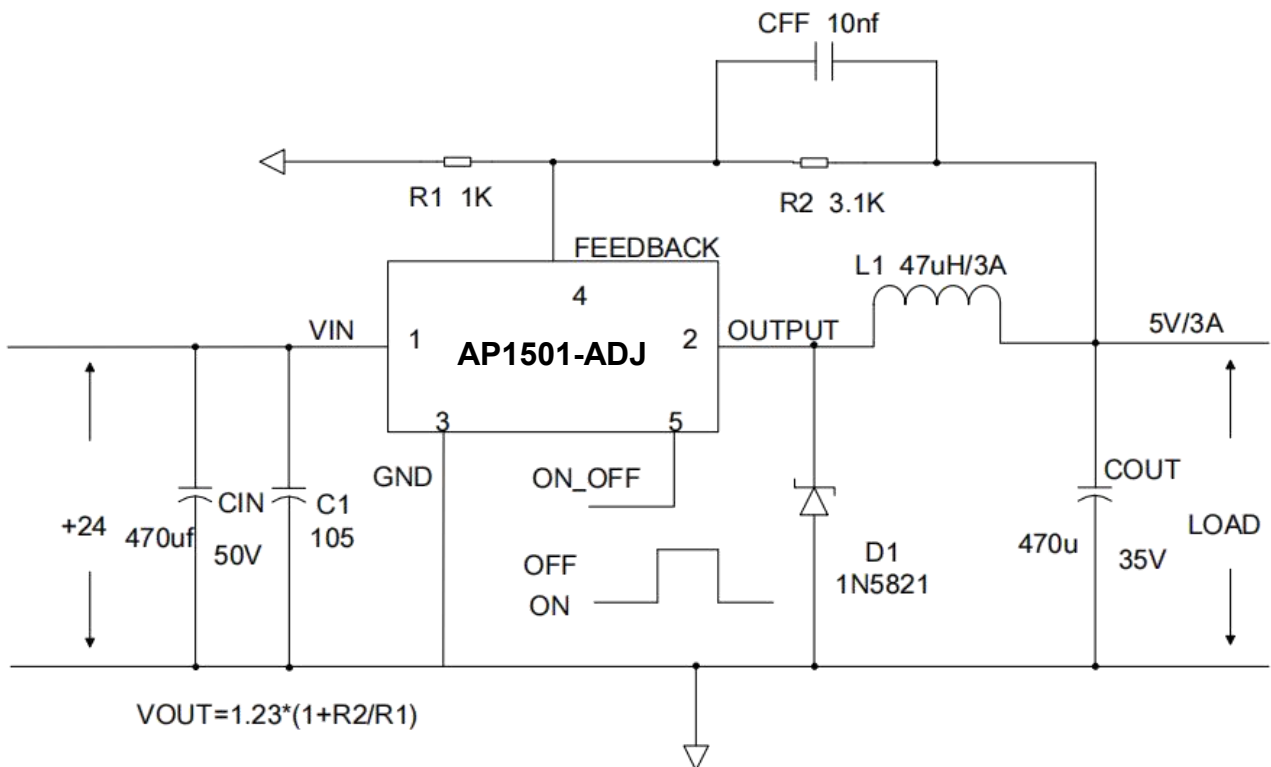 CFF 10nf
R1 1K
R2 3.1K
FEEDBACK
L1 47uH/3A
4
VIN
1
AP1501-ADJ
2
OUTPUT
5V/3A
3
5
GND
ON_OFF
COUT
CIN
C1
+24
470uf
50V
105
470u
35V
LOAD
D1
1N5821
OFF
ON
VOUT=1.23*(1+R2/R1)